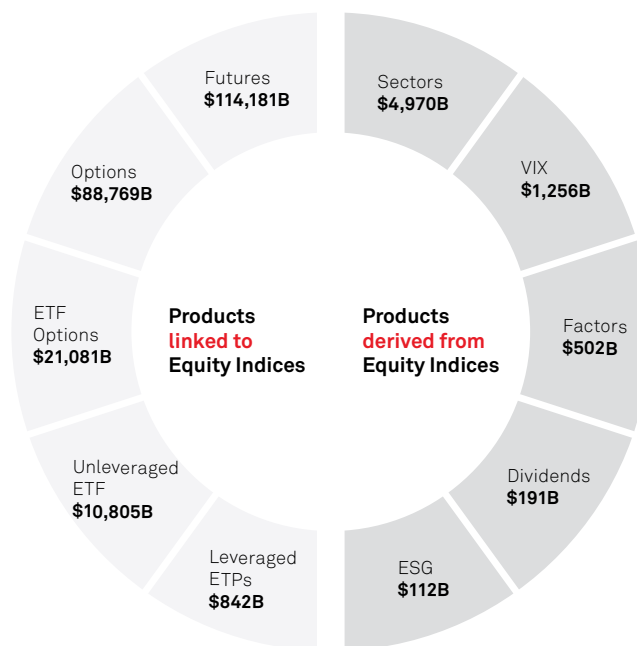 Futures
$114,181B
Options
$88,769B
ETF
Options
$21,081B
Unleveraged
ETF
$10,805B
Leveraged
ETPs
$842B
Products
linked to
Equity Indices
Products
derived from
Equity Indices
Sectors
$4,970B
VIX
$1,256B
Factors
$502B
Dividends
$191B
ESG
$112B